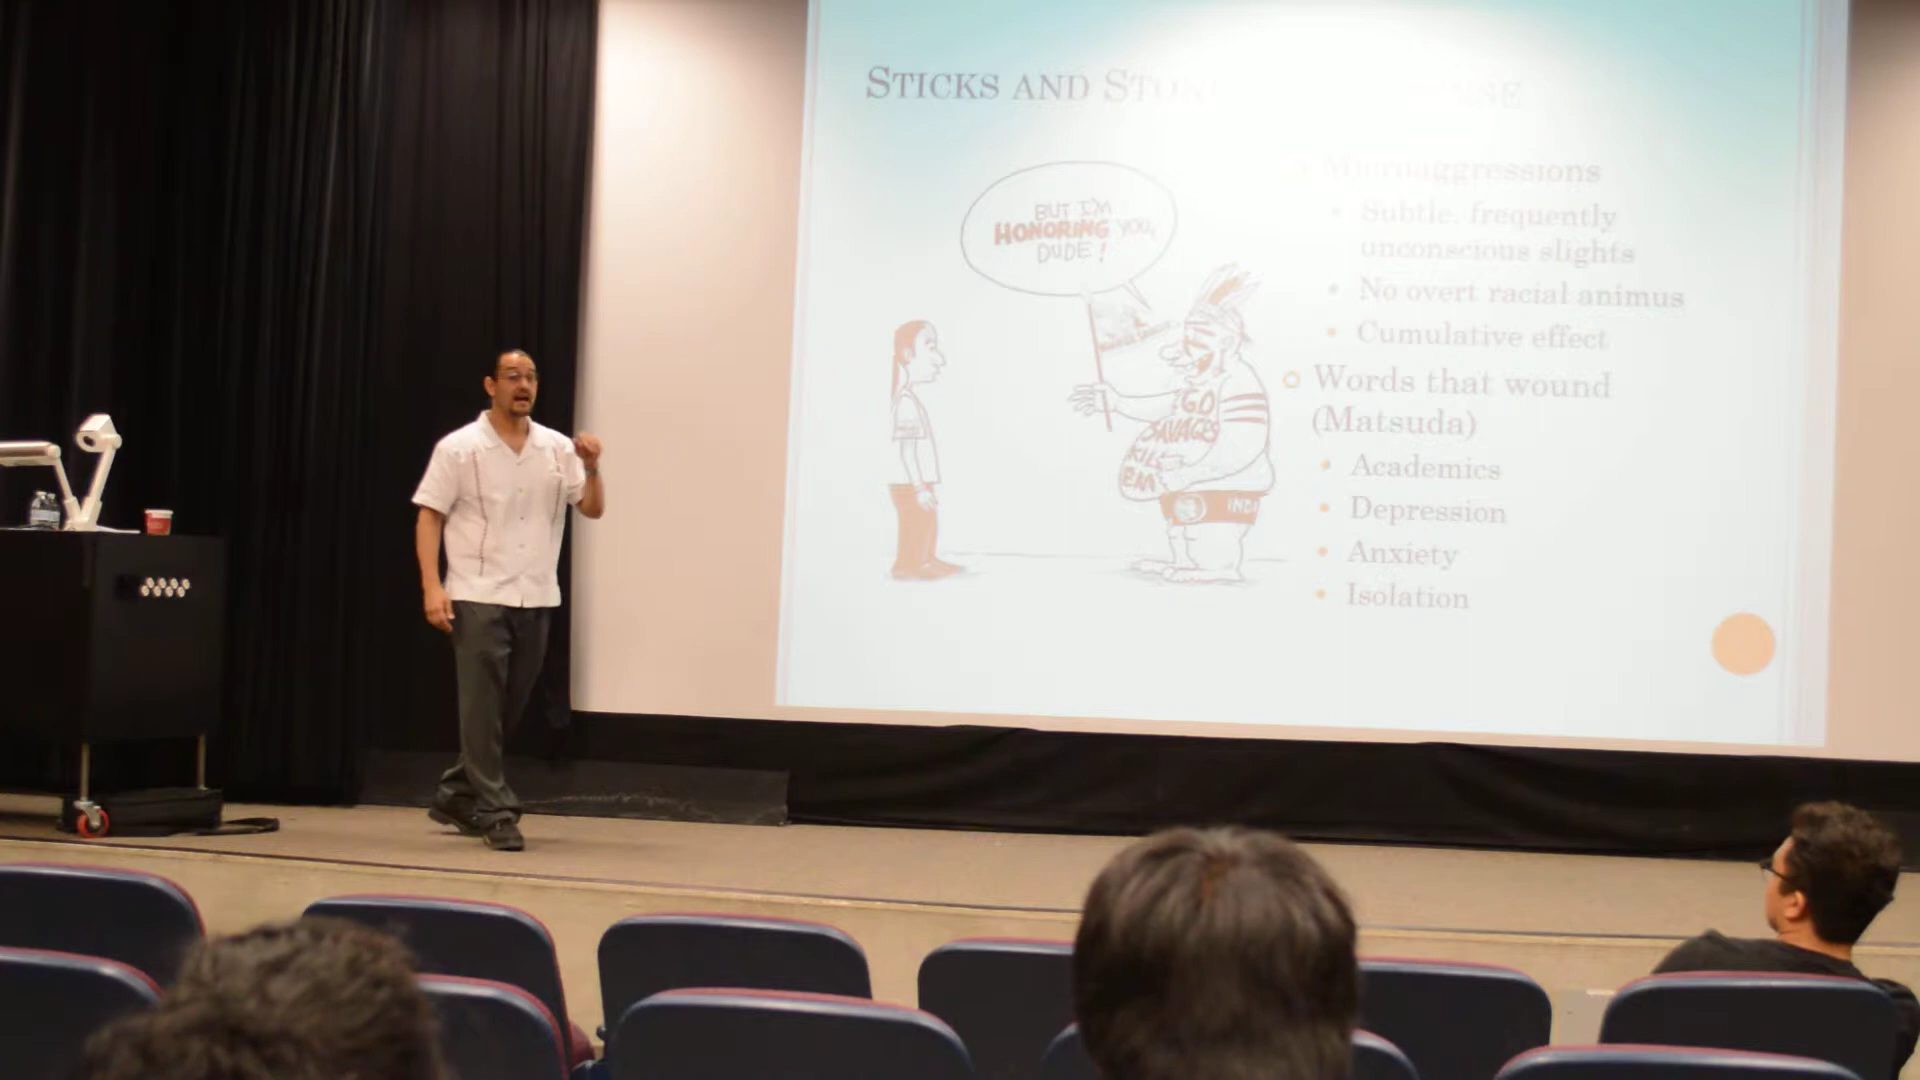 STICKS AND
BUT I'M
HONORING YOU,
DUDE!
GO
SAVAGES
KILL
EM
INDI
Microaggressions
Subtle, frequently
unconscious slights
No overt racial animus
Cumulative effect
Words that wound
(Matsuda)
Academics
Depression
Anxiety
Isolation